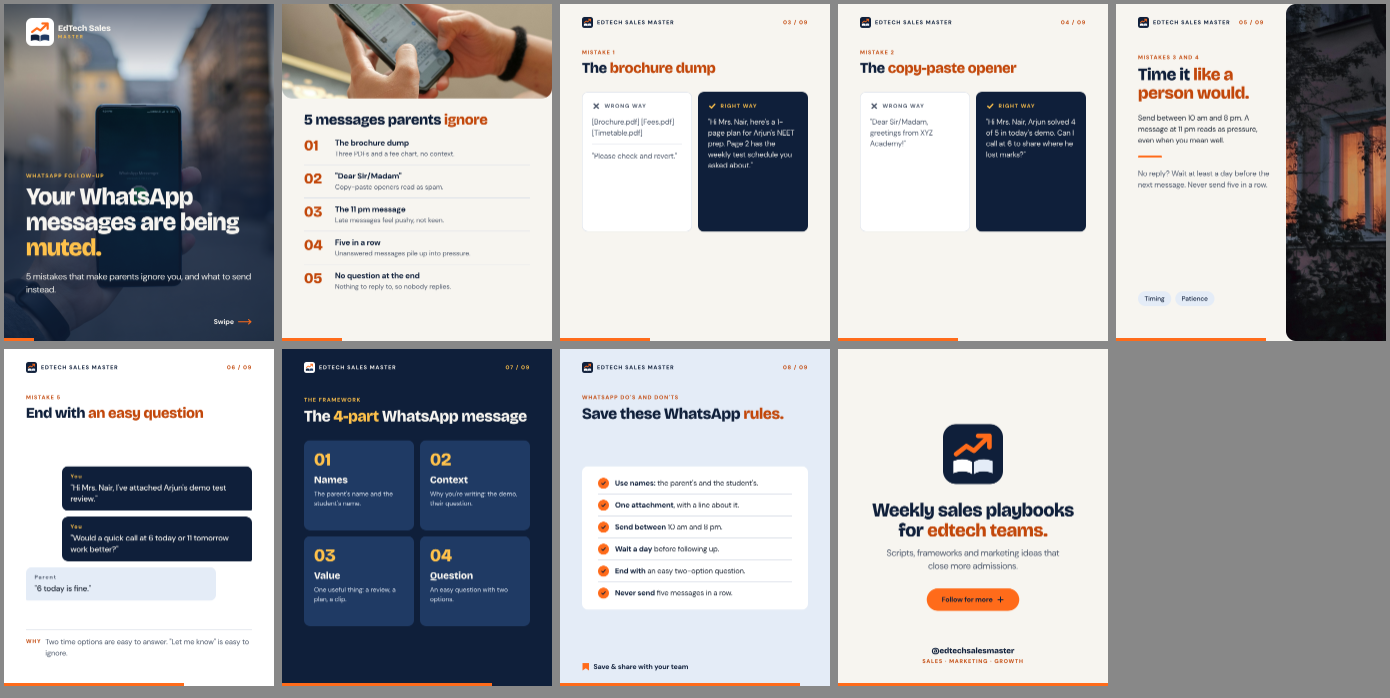 EdTech Sales
MASTER
WHATSAPP FOLLOW-UP
Your WhatsApp
messages are being
muted.
5 mistakes that make parents ignore you, and what to send
instead.
Swipe
5 messages parents ignore
01
The brochure dump
Three PDFs and a fee chart, no context.
02
"Dear Sir/Madam"
Copy-paste openers read as spam.
03
The 11 pm message
Late messages feel pushy, not keen.
04
Five in a row
Unanswered messages pile up into pressure.
05
No question at the end
Nothing to reply to, so nobody replies.
EDTECH SALES MASTER
03 / 09
MISTAKE 1
The brochure dump
WRONG WAY
[Brochure.pdf] [Fees.pdf]
[Timetable.pdf]
"Please check and revert."
RIGHT WAY
"Hi Mrs. Nair, here's a 1-
page plan for Arjun's NEET
prep. Page 2 has the
weekly test schedule you
asked about."
EDTECH SALES MASTER
04 / 09
MISTAKE 2
The copy-paste opener
WRONG WAY
"Dear Sir/Madam,
greetings from XYZ
Academy!"
RIGHT WAY
"Hi Mrs. Nair, Arjun solved 4
of 5 in today's demo. Can I
call at 6 to share where he
lost marks?"
EDTECH SALES MASTER
05 / 09
MISTAKES 3 AND 4
Time it like a
person would.
Send between 10 am and 8 pm. A
message at 11 pm reads as pressure,
even when you mean well.
No reply? Wait at least a day before the
next message. Never send five in a row.
Timing
Patience
EDTECH SALES MASTER
06 / 09
MISTAKE 5
End with an easy question
You
"Hi Mrs. Nair, I've attached Arjun's demo test
review."
You
"Would a quick call at 6 today or 11 tomorrow
work better?"
Parent
"6 today is fine."
WHY Two time options are easy to answer. "Let me know" is easy to
ignore.
EDTECH SALES MASTER
07 / 09
THE FRAMEWORK
The 4-part WhatsApp message
01
Names
The parent's name and the
student's name.
02
Context
Why you're writing: the demo,
their question.
03
Value
One useful thing: a review, a
plan, a clip.
04
Question
An easy question with two
options.
EDTECH SALES MASTER
08 / 09
WHATSAPP DO'S AND DON'TS
Save these WhatsApp rules.
Use names: the parent's and the student's.
One attachment, with a line about it.
Send between 10 am and 8 pm.
Wait a day before following up.
End with an easy two-option question.
Never send five messages in a row.
Save & share with your team
Weekly sales playbooks
for edtech teams.
Scripts, frameworks and marketing ideas that
close more admissions.
Follow for more +
@edtechsalesmaster
SALES · MARKETING · GROWTH